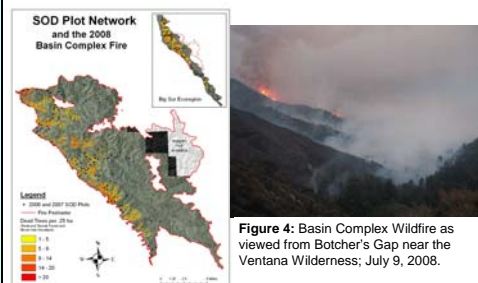 SOD Plot Network
and the 2008
Basin Complex Fire
Big Sur Ecoregion
Legend
2006 and 2007 SOD Plots
Fire Perimeter
Dead Trees per .25 ha
1 - 5
5 - 9
9 - 14
14 - 20
> 20
Figure 4: Basin Complex Wildfire as
viewed from Botcher's Gap near the
Ventana Wilderness; July 9, 2008.